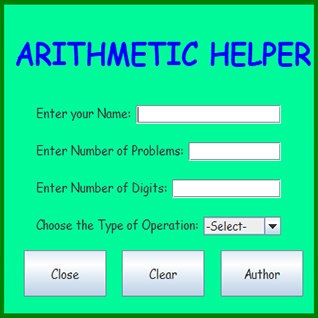 ARITHMETIC HELPER
Enter your Name:
Enter Number of Problems:
Enter Number of Digits:
Choose the Type of Operation: -Select-
Close Clear Author